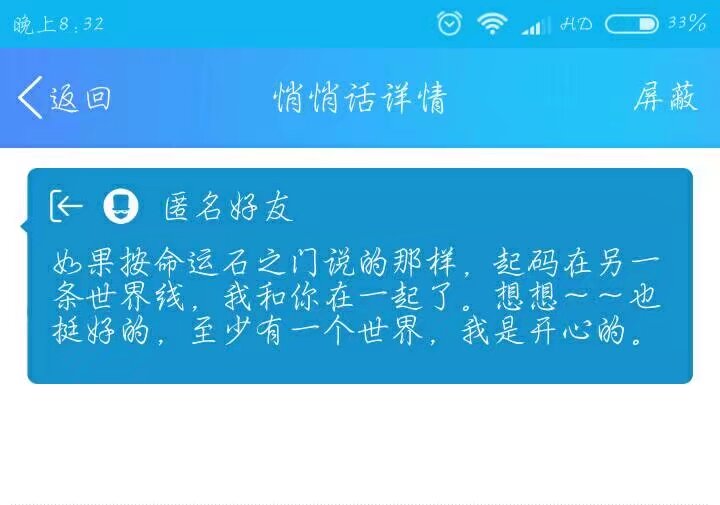 晚上8:32
HD
33%
返回
悄悄话详情
屏蔽
匿名好友
如果按命运石之门说的那样，起码在另一
条世界线，我和你在一起了。想想～～也
挺好的，至少有一个世界，我是开心的。